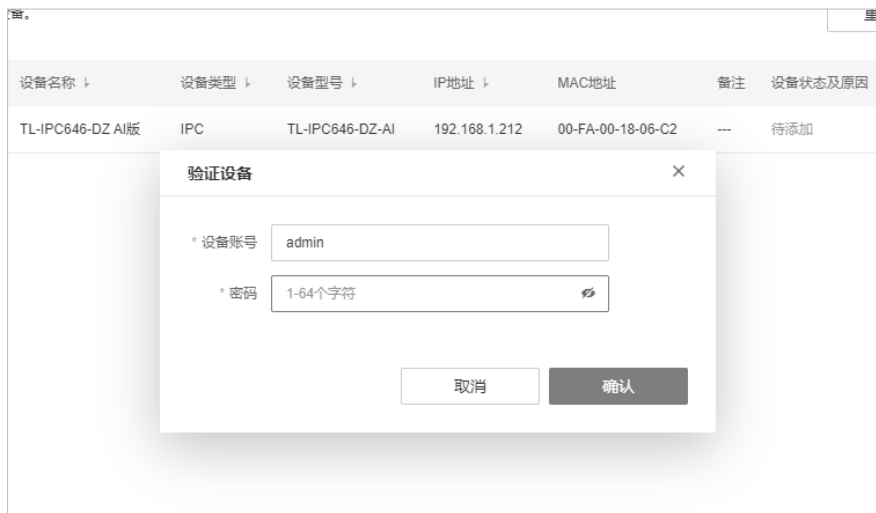 设备。
重
设备名称 设备类型 设备型号 IP地址 MAC地址 备注 设备状态及原因
TL-IPC646-DZ AI版 IPC TL-IPC646-DZ-AI 192.168.1.212 00-FA-00-18-06-C2 --- 待添加
验证设备
* 设备账号 admin
* 密码 1-64个字符
取消 确认